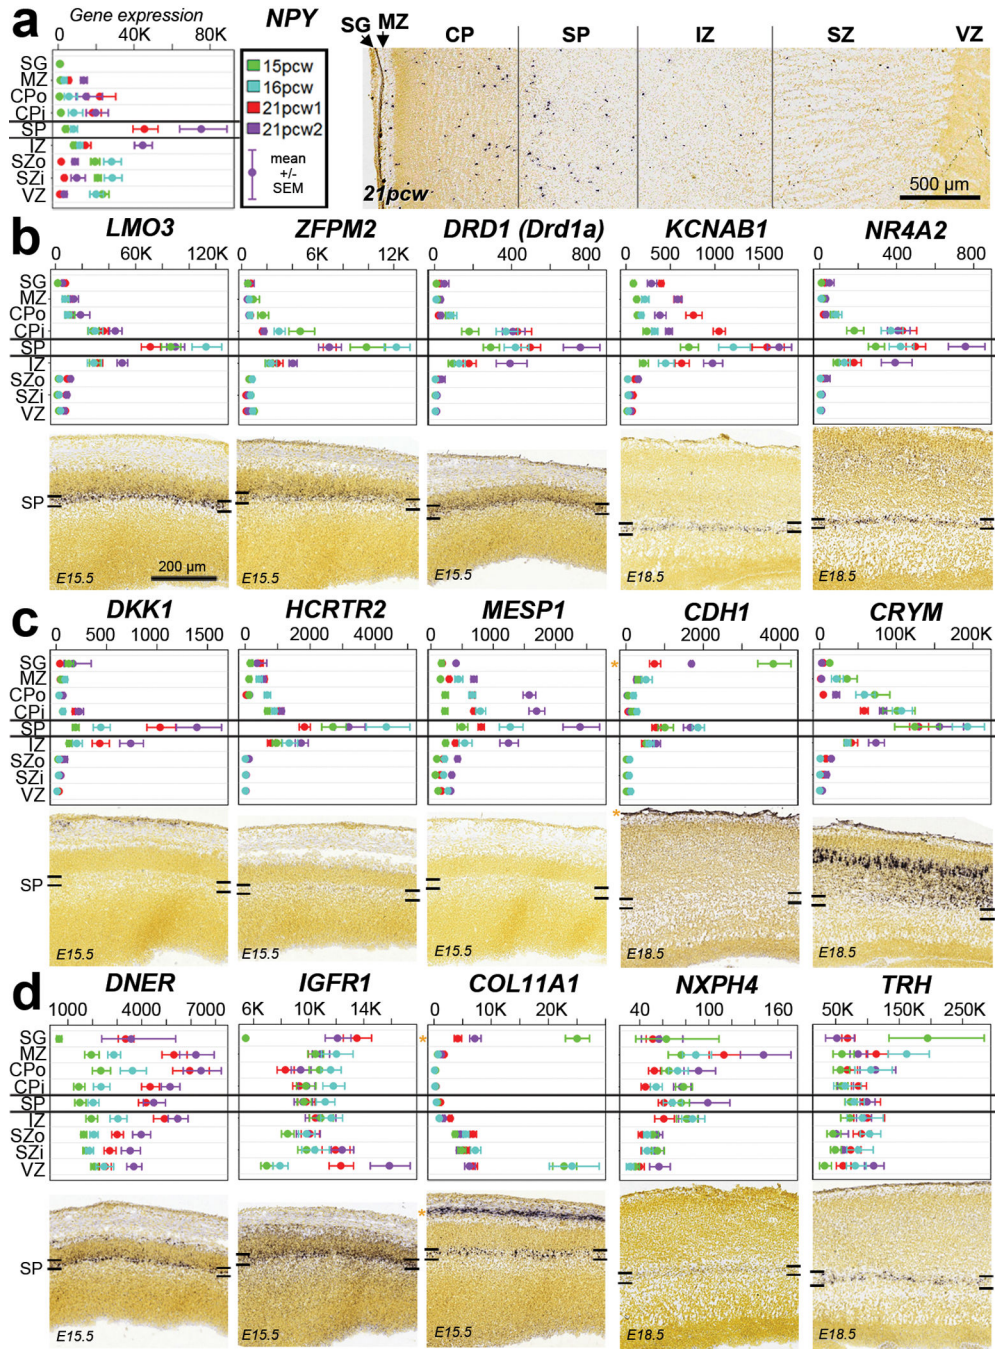 a
Gene expression
NPY
0 40K 80K
SG
MZ
CPo
CPi
SP
IZ
SZo
SZi
VZ
15pcw
16pcw
21pcw1
21pcw2
mean
+/-
SEM
SG MZ CP SP IZ SZ VZ
21pcw
500 µm
b
LMO3 ZFPM2 DRD1 (Drd1a) KCNAB1 NR4A2
0 60K 120K 0 6K 12K 0 400 800 0 500 1500 0 400 800
SG
MZ
CPo
CPi
SP
IZ
SZo
SZi
VZ
SP
200 µm
E15.5 E15.5 E15.5 E18.5 E18.5
c
DKK1 HCRTR2 MESP1 CDH1 CRYM
0 500 1000 1500 0 2000 4000 0 1000 2000 0 2000 4000 0 100K 200K
SG *
MZ
CPo
CPi
SP
IZ
SZo
SZi
VZ
*
SP
E15.5 E15.5 E15.5 E18.5 E18.5
d
DNER IGFR1 COL11A1 NXPH4 TRH
1000 4000 7000 6K 10K 14K 0 10K 20K 30K 40 100 160 50K 150K 250K
SG *
MZ
CPo
CPi
SP
IZ
SZo
SZi
VZ
*
SP
E15.5 E15.5 E15.5 E18.5 E18.5